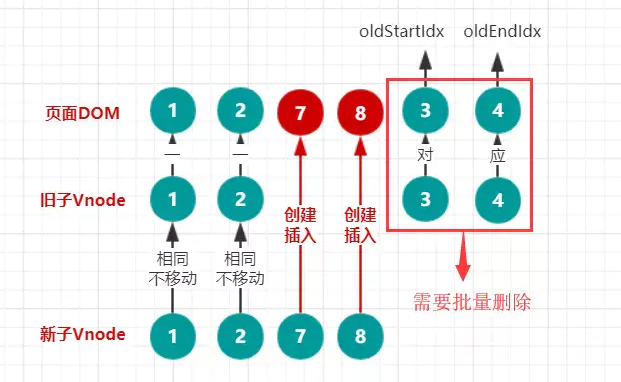 oldStartIdx oldEndIdx
页面DOM 1 2 7 8 3 4
一 一 对 应
旧子Vnode 1 2 3 4
相同
不移动
相同
不移动
创建
插入
创建
插入
需要批量删除
新子Vnode 1 2 7 8